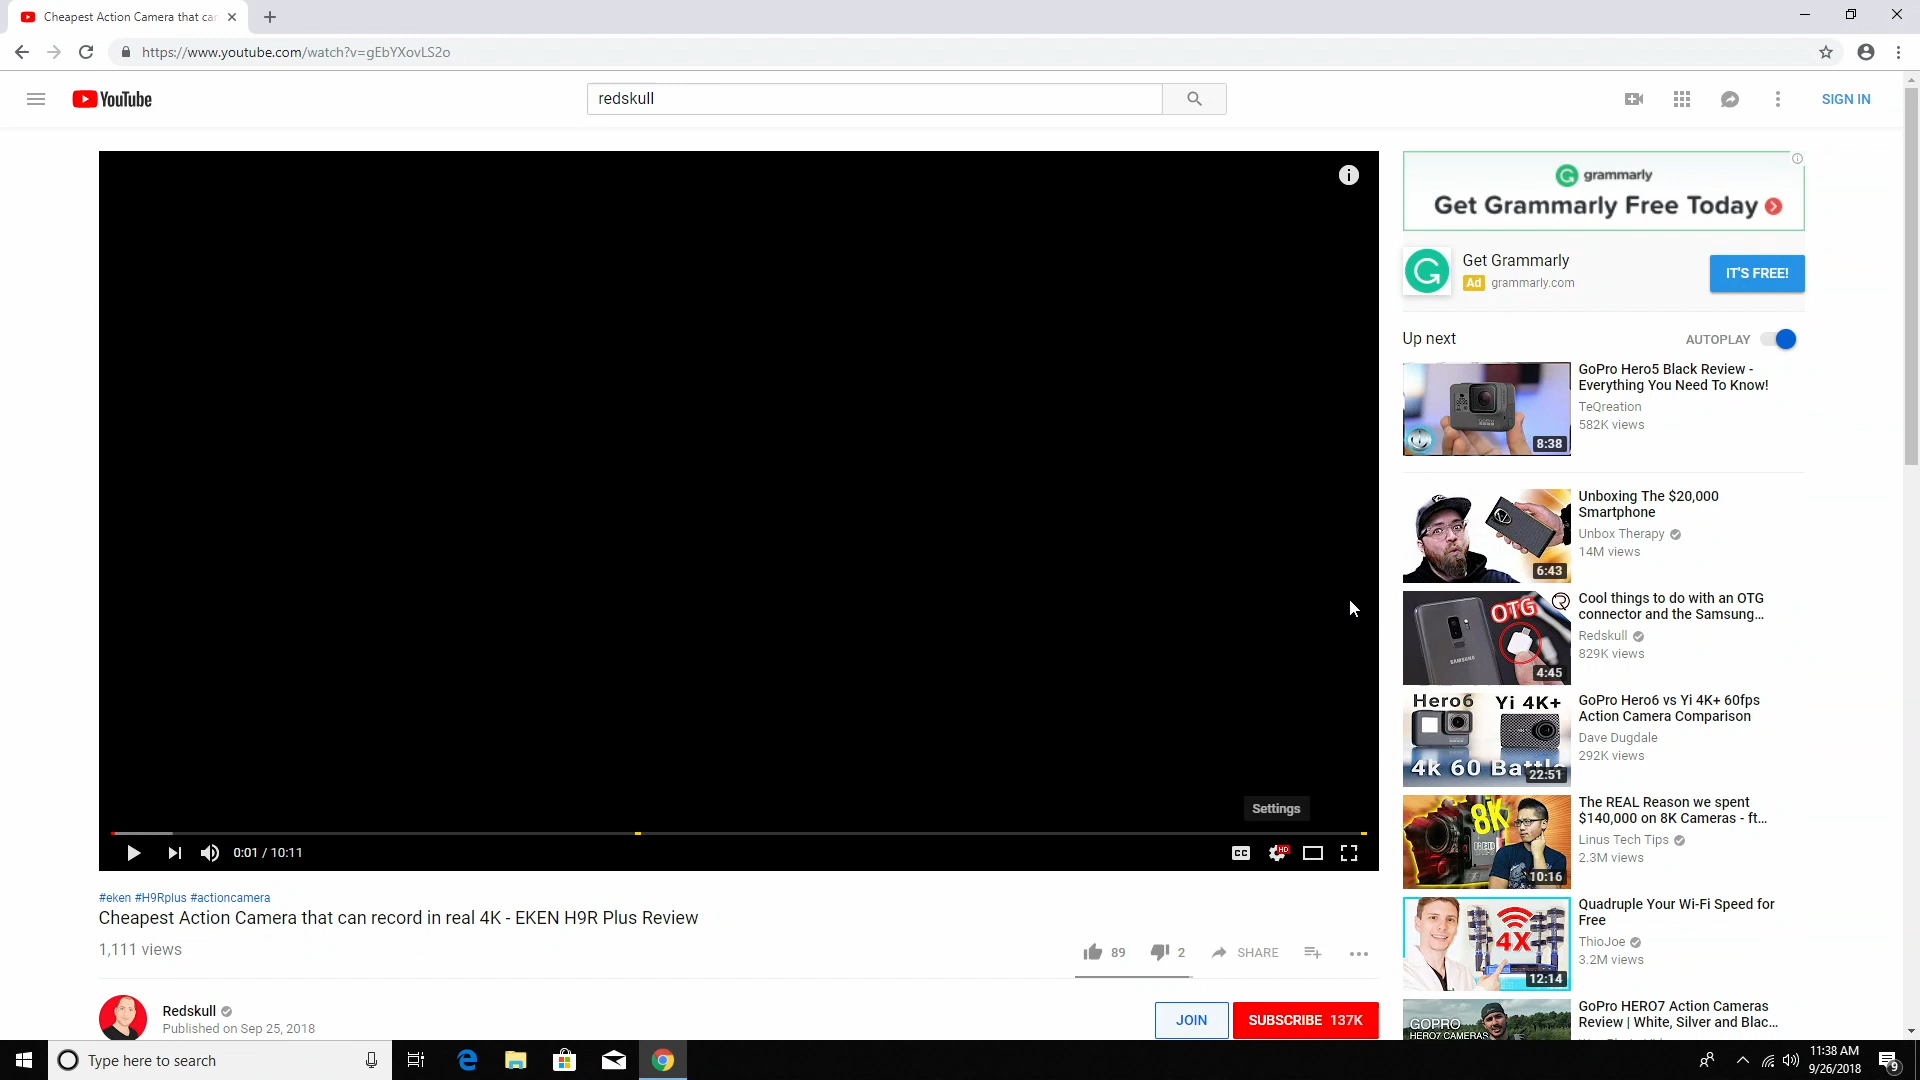 Cheapest Action Camera that ca
https://www.youtube.com/watch?v=gEbYXovLS2o
YouTube
redskull
SIGN IN
grammarly
Get Grammarly Free Today
Get Grammarly
Ad grammarly.com
IT'S FREE!
Up next
AUTOPLAY
GoPro Hero5 Black Review -
Everything You Need To Know!
TeQreation
582K views
8:38
Unboxing The $20,000
Smartphone
Unbox Therapy
14M views
6:43
OTG
SAMSUNG
Cool things to do with an OTG
connector and the Samsung...
Redskull
829K views
4:45
Hero6 Yi 4K+
4k 60 Battle
GoPro Hero6 vs Yi 4K+ 60fps
Action Camera Comparison
Dave Dugdale
292K views
22:51
8K
RED
The REAL Reason we spent
$140,000 on 8K Cameras - ft...
Linus Tech Tips
2.3M views
10:16
4X
Quadruple Your Wi-Fi Speed for
Free
ThioJoe
3.2M views
12:14
GOPRO
HERO7 CAMERAS
GoPro HERO7 Action Cameras
Review | White, Silver and Blac...
Settings
0:01 / 10:11
CC
HD
#eken #H9Rplus #actioncamera
Cheapest Action Camera that can record in real 4K - EKEN H9R Plus Review
1,111 views
89
2
SHARE
Redskull
Published on Sep 25, 2018
JOIN
SUBSCRIBE 137K
Type here to search
11:38 AM
9/26/2018
9